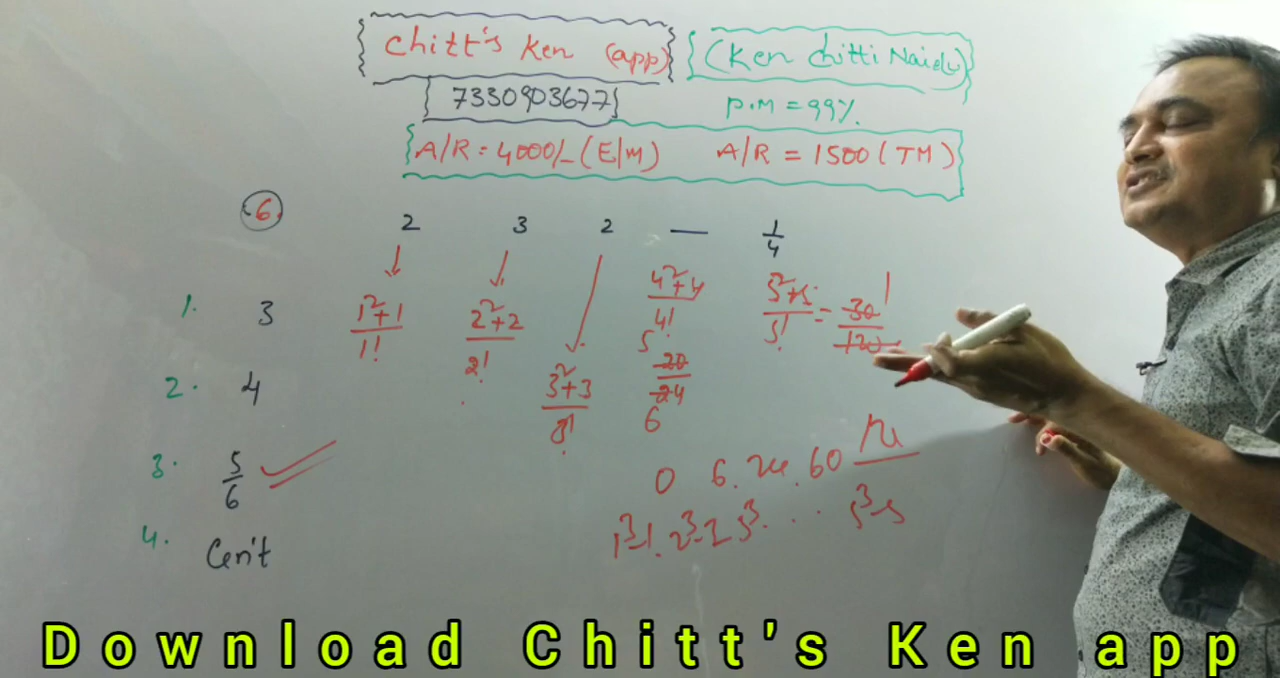 Chitt's Ken (app)
(Ken Chitti Naidu)
7330903677
P.M = 99%
A/R = 4000/- (E/M) A/R = 1500 (TM)
6
2 3 2 — 1/4
1. 3
2. 4
3. 5/6
4. Can't
1²+1/1!
2²+2/2!
3²+3/3!
4²+4/4!
5
20/24
6
5²+5/5! = 30/120
1
0 6. 24. 60
1³-1. 2³-2 3³. . .
Download Chitt's Ken app